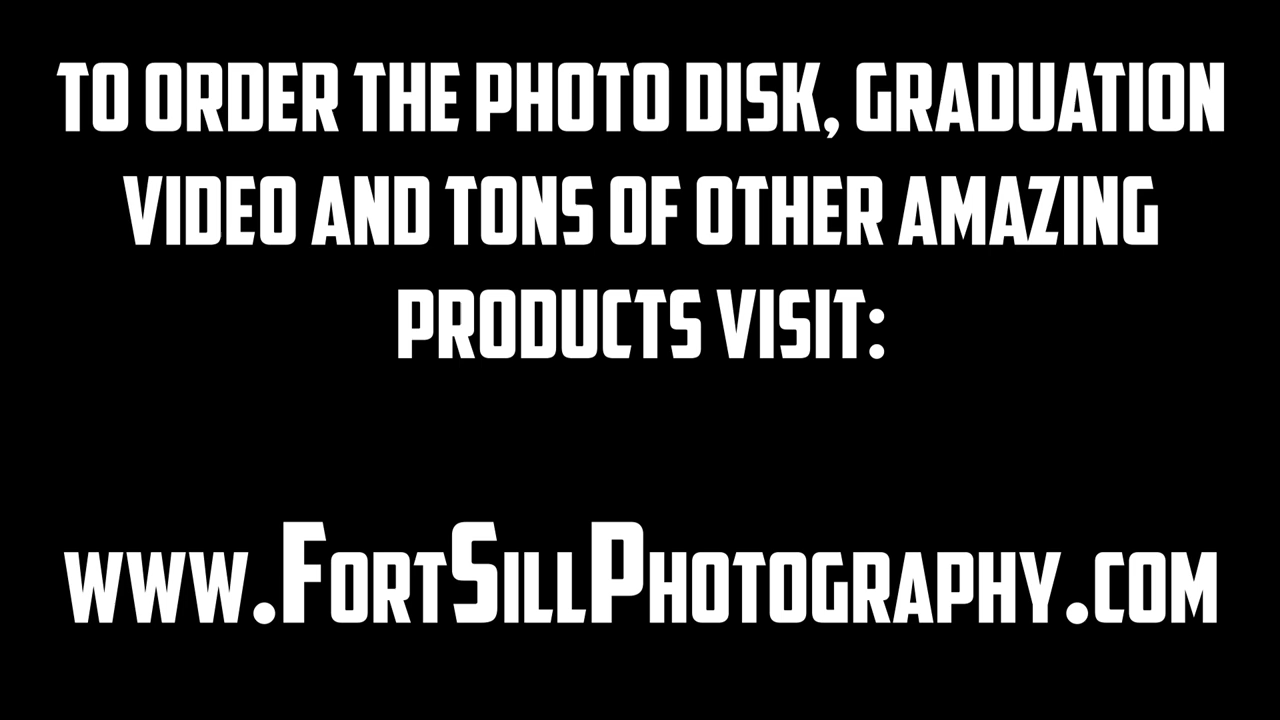 TO ORDER THE PHOTO DISK, GRADUATION
VIDEO AND TONS OF OTHER AMAZING
PRODUCTS VISIT:
www.FortSillPhotography.com